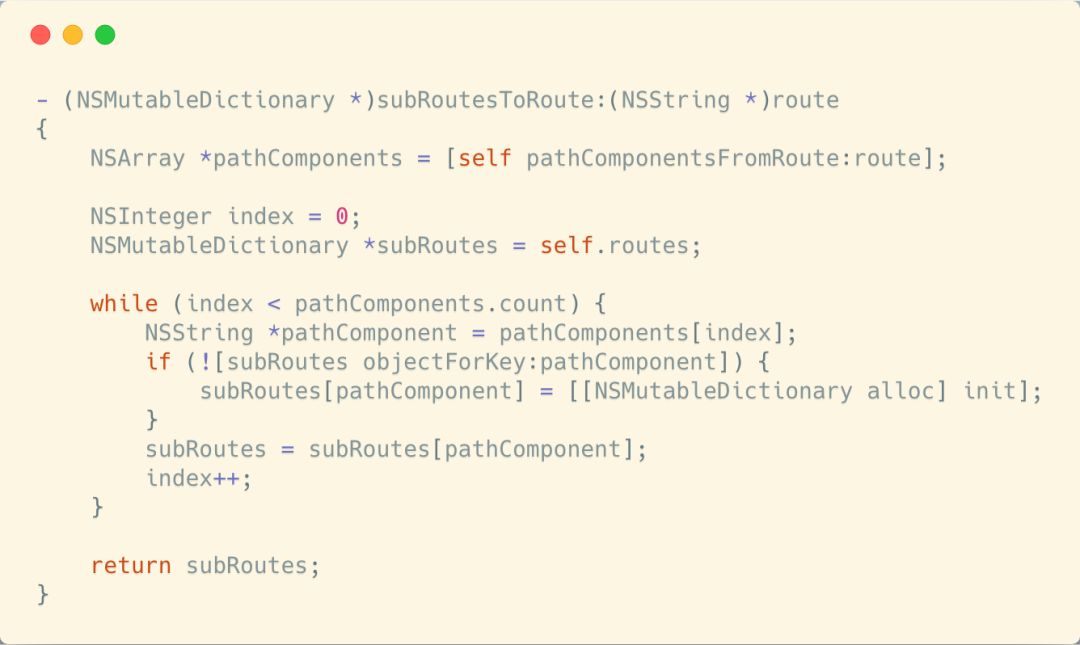 - (NSMutableDictionary *)subRoutesToRoute:(NSString *)route
{
    NSArray *pathComponents = [self pathComponentsFromRoute:route];

    NSInteger index = 0;
    NSMutableDictionary *subRoutes = self.routes;

    while (index < pathComponents.count) {
        NSString *pathComponent = pathComponents[index];
        if (![subRoutes objectForKey:pathComponent]) {
            subRoutes[pathComponent] = [[NSMutableDictionary alloc] init];
        }
        subRoutes = subRoutes[pathComponent];
        index++;
    }

    return subRoutes;
}